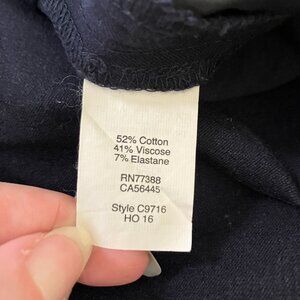 52% Cotton
41% Viscose
7% Elastane
RN77388
CA56445
Style C9716
HO 16